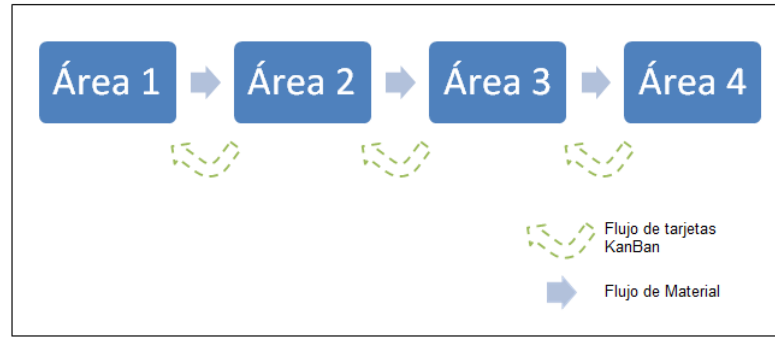 Área 1
Área 2
Área 3
Área 4
Flujo de tarjetas
KanBan
Flujo de Material